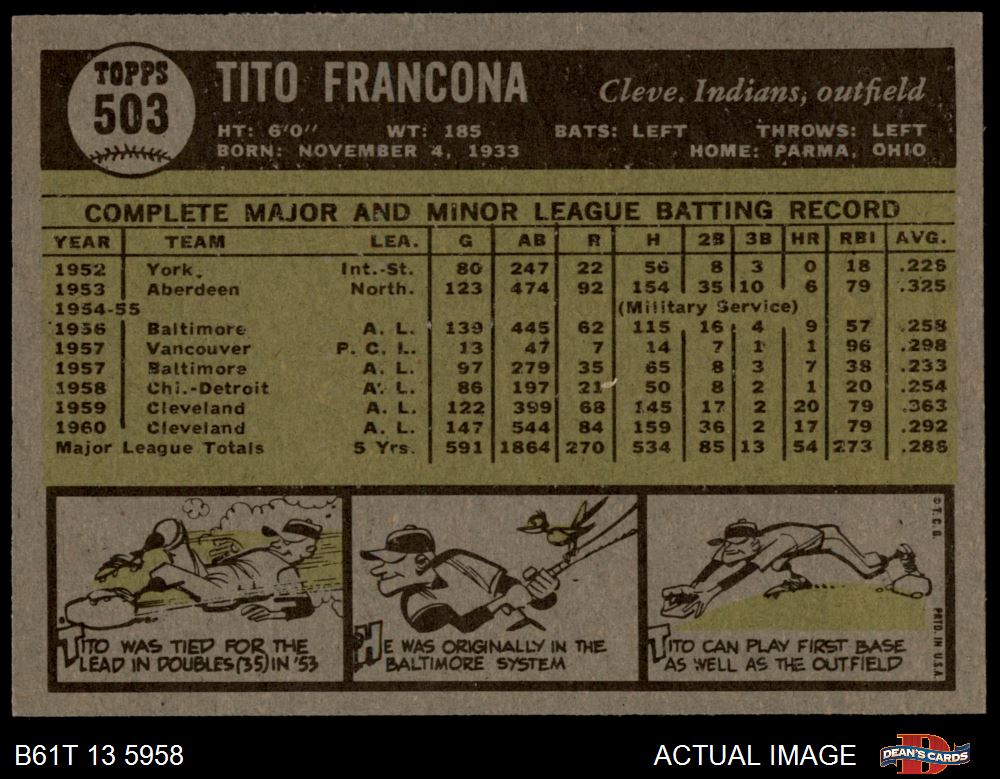 TOPPS
503
TITO FRANCONA
Cleve. Indians, outfield
HT: 6'0" WT: 185 BATS: LEFT THROWS: LEFT
BORN: NOVEMBER 4, 1933 HOME: PARMA, OHIO
COMPLETE MAJOR AND MINOR LEAGUE BATTING RECORD
YEAR TEAM LEA. G AB R H 2B 3B HR RBI AVG.
1952 York. Int.-St. 80 247 22 56 8 3 0 18 .226
1953 Aberdeen North. 123 474 92 154 35 10 6 79 .325
1954-55 (Military Service)
1956 Baltimore A. L. 139 445 62 115 16 4 9 57 .258
1957 Vancouver P. C. L. 13 47 7 14 7 1 1 96 .298
1957 Baltimore A. L. 97 279 35 65 8 3 7 38 .233
1958 Chi.-Detroit A. L. 86 197 21 50 8 2 1 20 .254
1959 Cleveland A. L. 122 399 68 145 17 2 20 79 .363
1960 Cleveland A. L. 147 544 84 159 36 2 17 79 .292
Major League Totals 5 Yrs. 591 1864 270 534 85 13 54 273 .286
TITO WAS TIED FOR THE
LEAD IN DOUBLES (35) IN '53
HE WAS ORIGINALLY IN THE
BALTIMORE SYSTEM
TITO CAN PLAY FIRST BASE
AS WELL AS THE OUTFIELD
© T. C. G.
PRTD. IN U.S.A.
B61T 13 5958
ACTUAL IMAGE
DEAN'S CARDS